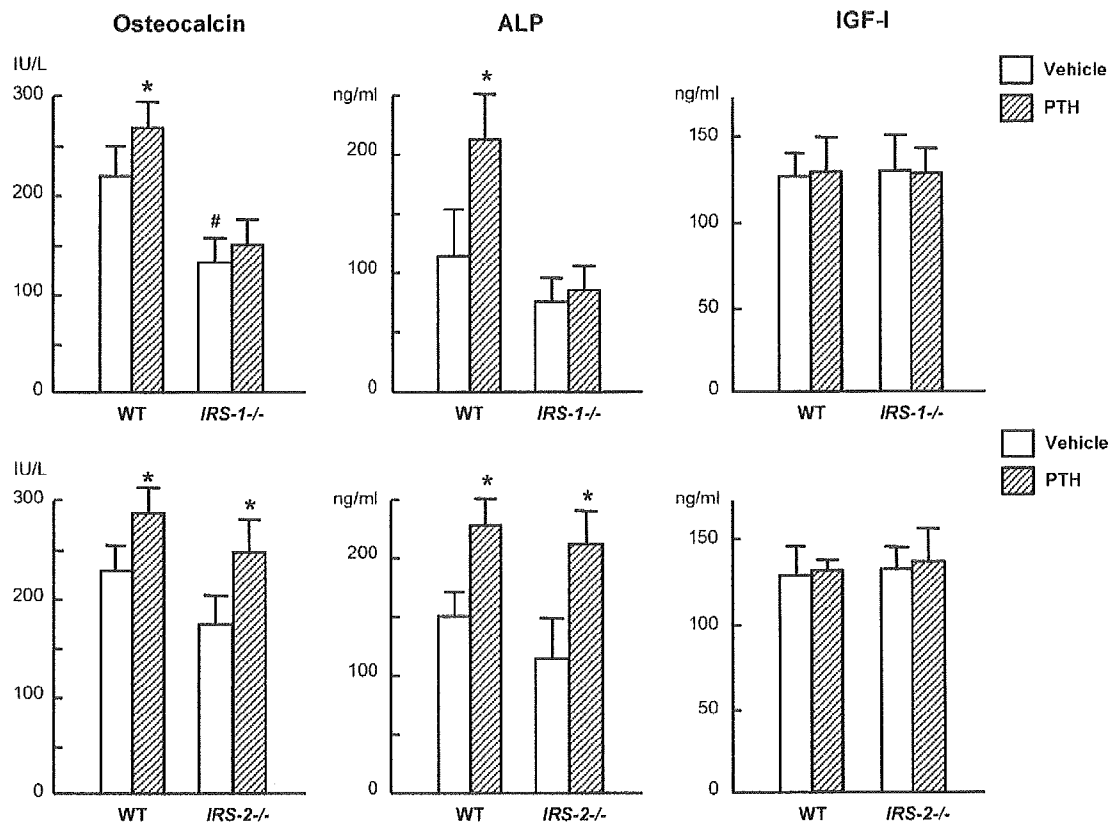 Osteocalcin
ALP
IGF-I
IU/L
300
200
100
0
*
#
WT
IRS-1-/-
ng/ml
200
100
0
*
WT
IRS-1-/-
ng/ml
150
100
50
0
WT
IRS-1-/-
Vehicle
PTH
IU/L
300
200
100
0
*
*
WT
IRS-2-/-
ng/ml
200
100
0
*
*
WT
IRS-2-/-
ng/ml
150
100
50
0
WT
IRS-2-/-
Vehicle
PTH